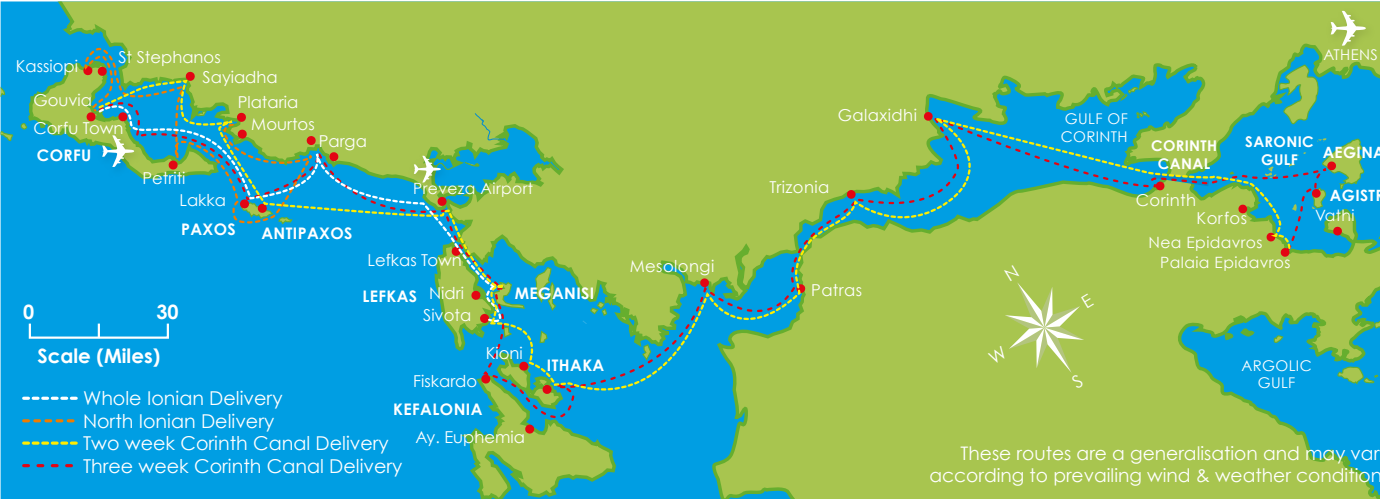 ATHENS
St Stephanos
Kassiopi
Sayiadha
Gouvia
Plataria
Corfu Town
Mourtos
CORFU
Parga
Petriti
Preveza Airport
Lakka
PAXOS
ANTIPAXOS
Lefkas Town
LEFKAS
Nidri
MEGANISI
Sivota
Kioni
ITHAKA
Fiskardo
KEFALONIA
Ay. Euphemia
Mesolongi
Patras
Trizonia
Galaxidhi
GULF OF
CORINTH
CORINTH
CANAL
SARONIC
GULF
AEGINA
AGISTR
Corinth
Korfos
Vathi
Nea Epidavros
Palaia Epidavros
N
E
W
S
ARGOLIC
GULF
0 30
Scale (Miles)
Whole Ionian Delivery
North Ionian Delivery
Two week Corinth Canal Delivery
Three week Corinth Canal Delivery
These routes are a generalisation and may var
according to prevailing wind & weather condition